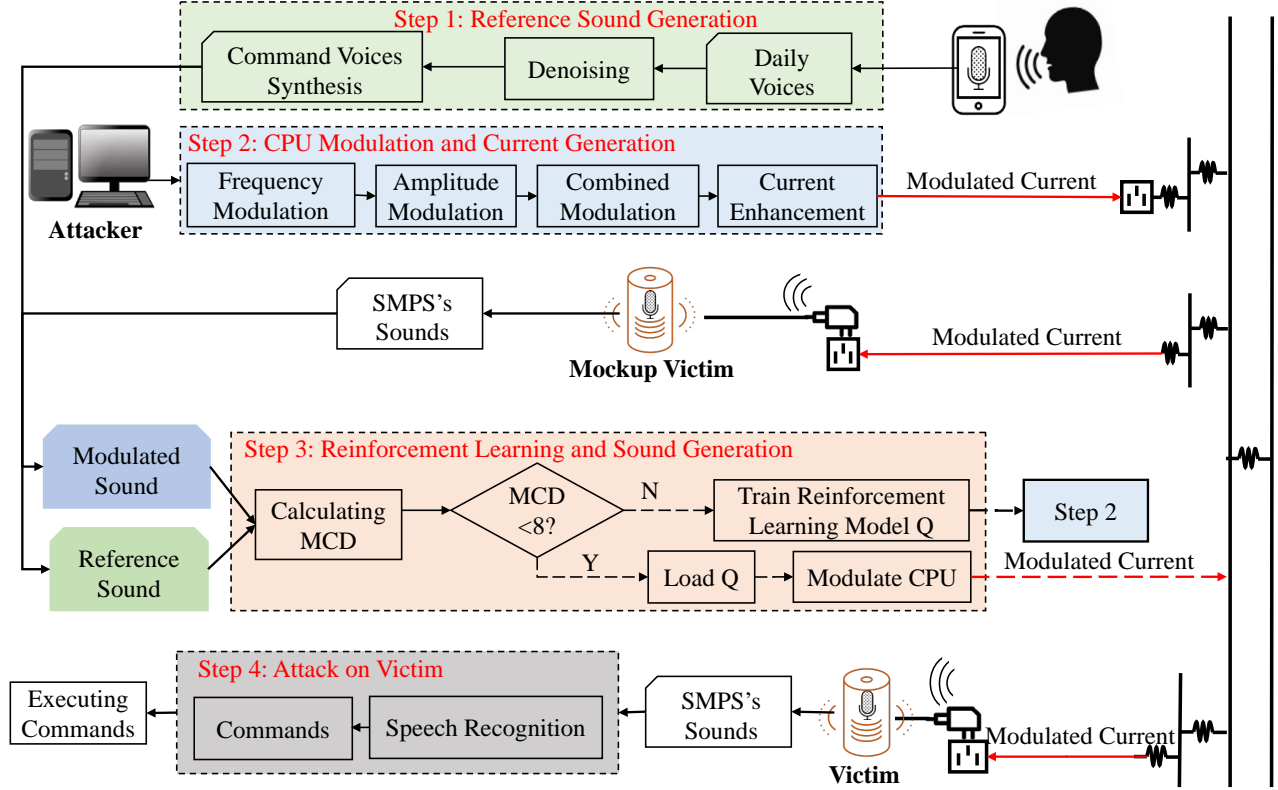 Step 1: Reference Sound Generation
Command Voices
Synthesis
Denoising
Daily
Voices
Step 2: CPU Modulation and Current Generation
Frequency
Modulation
Amplitude
Modulation
Combined
Modulation
Current
Enhancement
Modulated Current
Attacker
SMPS's
Sounds
Mockup Victim
Modulated Current
Modulated
Sound
Reference
Sound
Step 3: Reinforcement Learning and Sound Generation
Calculating
MCD
MCD
<8?
N
Y
Train Reinforcement
Learning Model Q
Step 2
Load Q
Modulate CPU
Modulated Current
Step 4: Attack on Victim
Executing
Commands
Commands
Speech Recognition
SMPS's
Sounds
Victim
Modulated Current